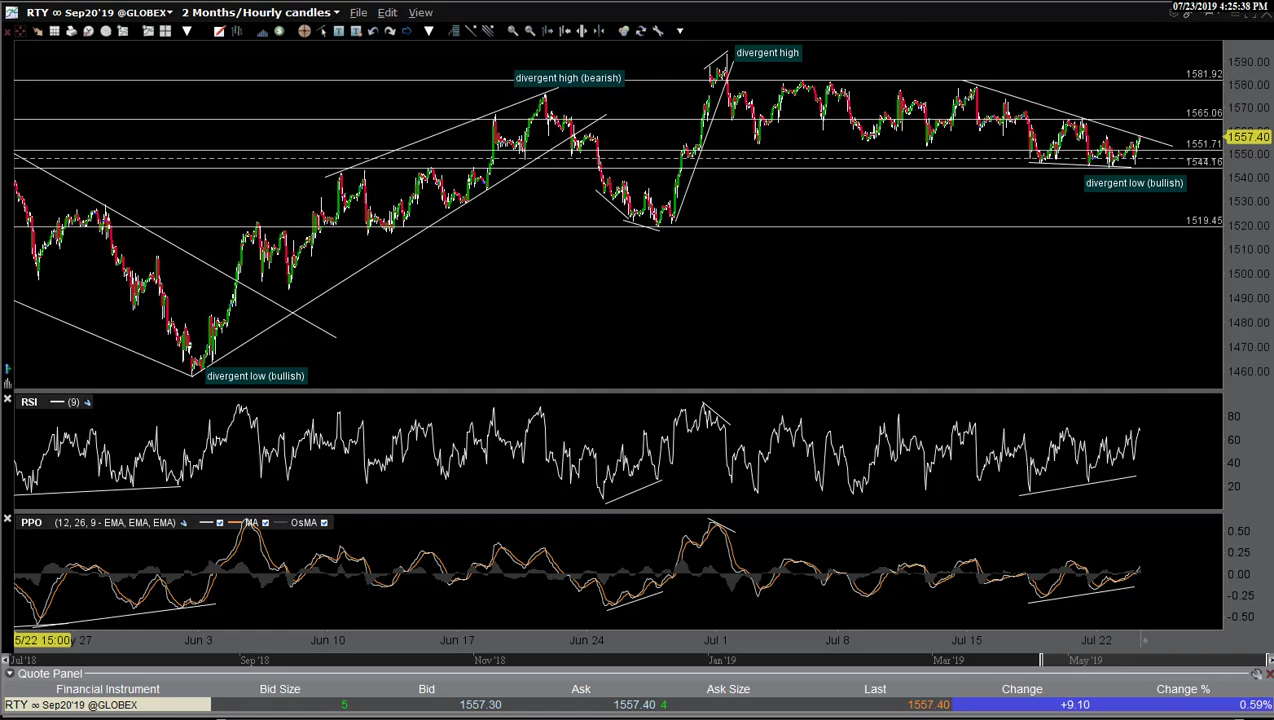 07/23/2019 4:25:38 PM
RTY ∞ Sep20'19 @GLOBEX 2 Months/Hourly candles File Edit View
divergent high
divergent high (bearish)
divergent low (bullish)
divergent low (bullish)
1581.92
1565.06
1551.71
1544.16
1519.45
1590.00
1580.00
1570.00
1557.40
1550.00
1540.00
1530.00
1520.00
1510.00
1500.00
1490.00
1480.00
1470.00
1460.00
RSI (9)
80
60
40
20
PPO (12, 26, 9 - EMA, EMA, EMA) MA OsMA
0.50
0.25
0.00
-0.25
-0.50
5/22 15:00 y 27 Jun 3 Jun 10 Jun 17 Jun 24 Jul 1 Jul 8 Jul 15 Jul 22
Jul '18 Sep '18 Nov '18 Jan '19 Mar '19 May '19
Quote Panel
Financial Instrument Bid Size Bid Ask Ask Size Last Change Change %
RTY ∞ Sep20'19 @GLOBEX 5 1557.30 1557.40 4 1557.40 +9.10 0.59%